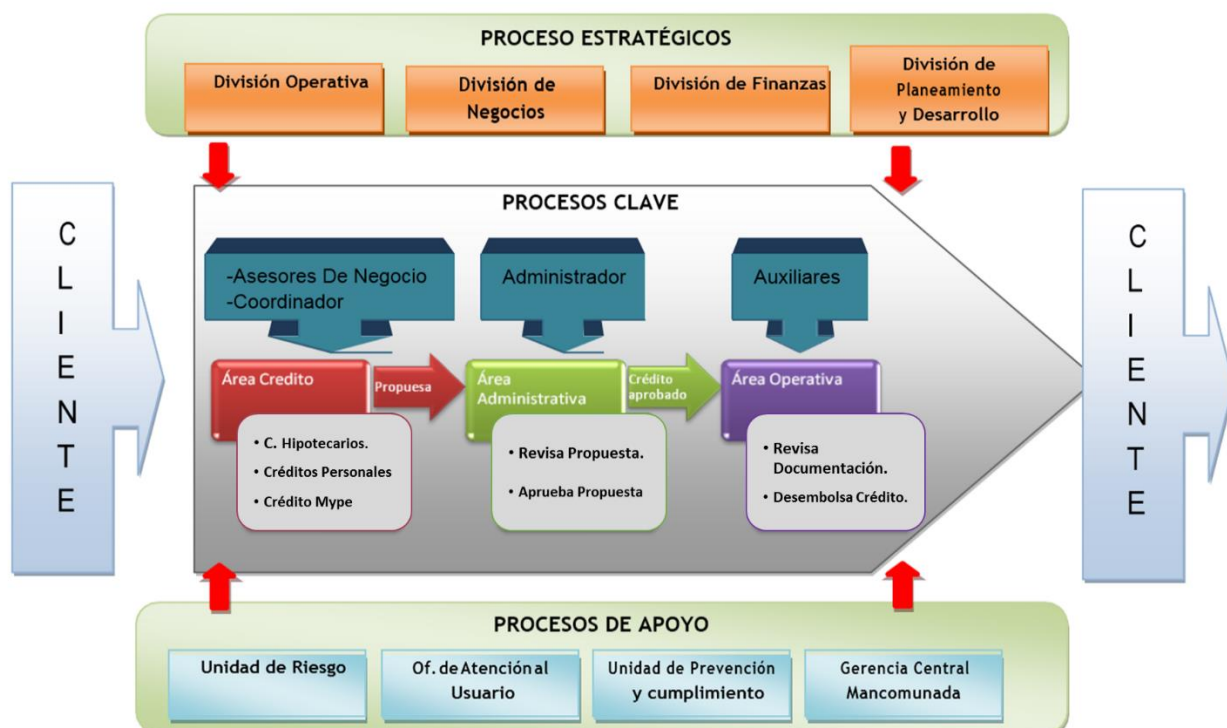 PROCESO ESTRATÉGICOS
División Operativa
División de
Negocios
División de Finanzas
División de
Planeamiento
y Desarrollo
C
L
I
E
N
T
E
PROCESOS CLAVE
-Asesores De Negocio
-Coordinador
Administrador
Auxiliares
Área Credito
Propuesa
Área
Administrativa
Crédito
aprobado
Área Operativa
• C. Hipotecarios.
• Créditos Personales
• Crédito Mype
• Revisa Propuesta.
• Aprueba Propuesta
• Revisa
Documentación.
• Desembolsa Crédito.
C
L
I
E
N
T
E
PROCESOS DE APOYO
Unidad de Riesgo
Of. de Atención al
Usuario
Unidad de Prevención
y cumplimiento
Gerencia Central
Mancomunada